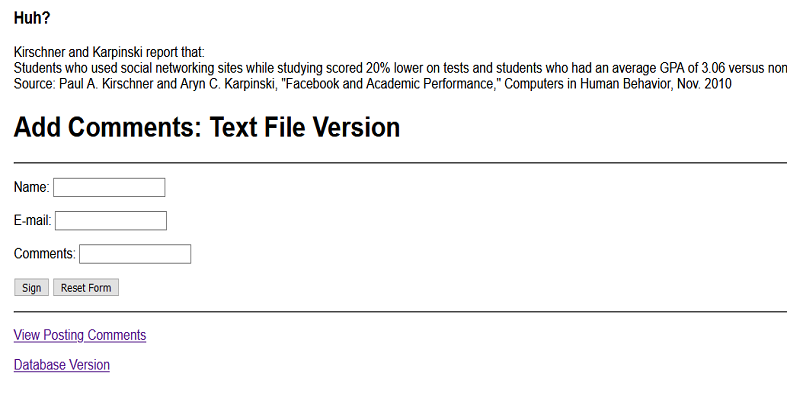 Huh?
Kirschner and Karpinski report that:
Students who used social networking sites while studying scored 20% lower on tests and students who had an average GPA of 3.06 versus non
Source: Paul A. Kirschner and Aryn C. Karpinski, "Facebook and Academic Performance," Computers in Human Behavior, Nov. 2010
Add Comments: Text File Version
Name:
E-mail:
Comments:
Sign Reset Form
View Posting Comments
Database Version